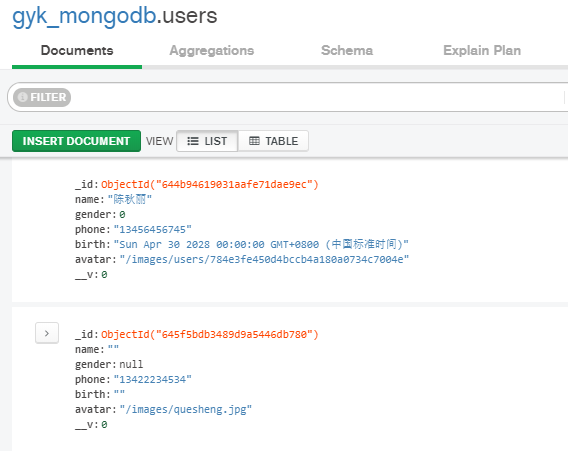 gyk_mongodb.users
Documents Aggregations Schema Explain Plan
FILTER
INSERT DOCUMENT VIEW LIST TABLE
_id:ObjectId("644b94619031aafe71dae9ec")
name:"陈秋丽"
gender:0
phone:"13456456745"
birth:"Sun Apr 30 2028 00:00:00 GMT+0800 (中国标准时间)"
avatar:"/images/users/784e3fe450d4bccb4a180a0734c7004e"
__v:0
_id:ObjectId("645f5bdb3489d9a5446db780")
name:""
gender:null
phone:"13422234534"
birth:""
avatar:"/images/quesheng.jpg"
__v:0